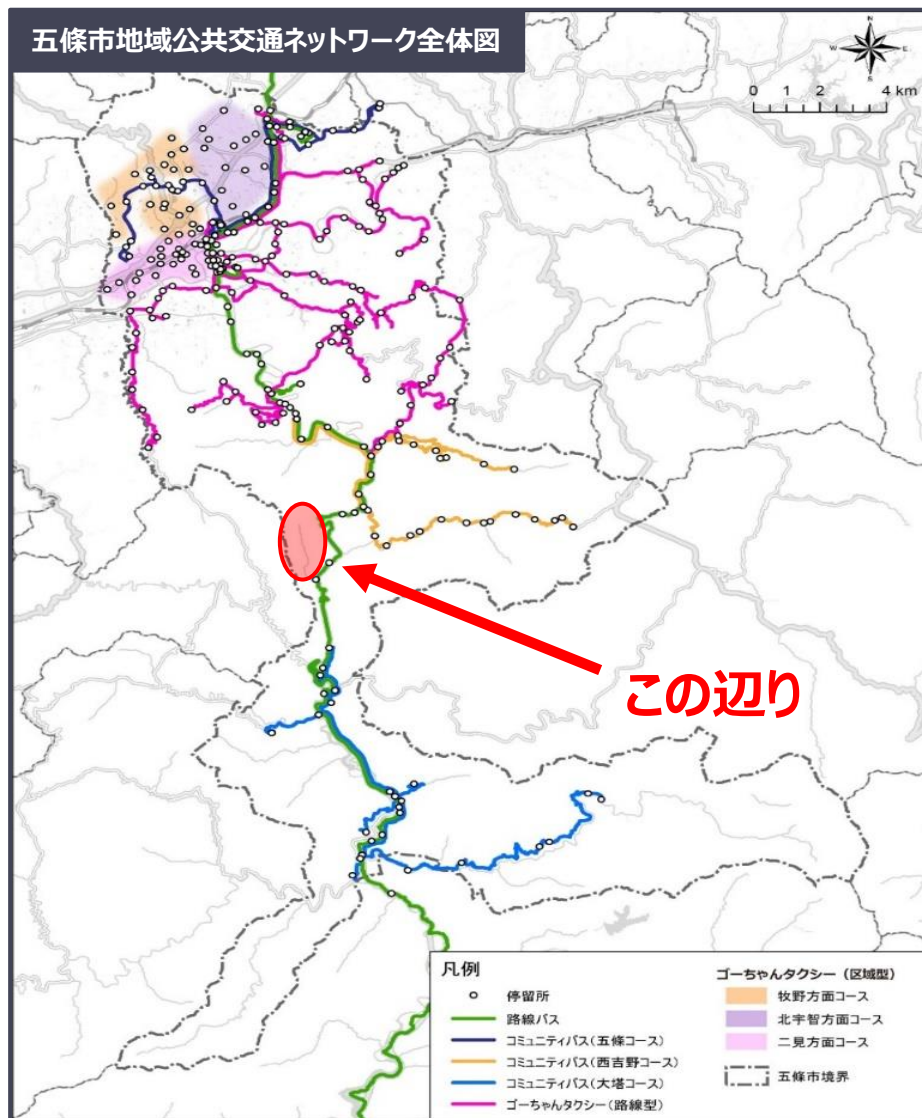 五條市地域公共交通ネットワーク全体図
N
W
E
S
0 1 2 4 km
この辺り
凡例
停留所
路線バス
コミュニティバス(五條コース)
コミュニティバス(西吉野コース)
コミュニティバス(大塔コース)
ゴーちゃんタクシー(路線型)
ゴーちゃんタクシー(区域型)
牧野方面コース
北宇智方面コース
二見方面コース
五條市境界